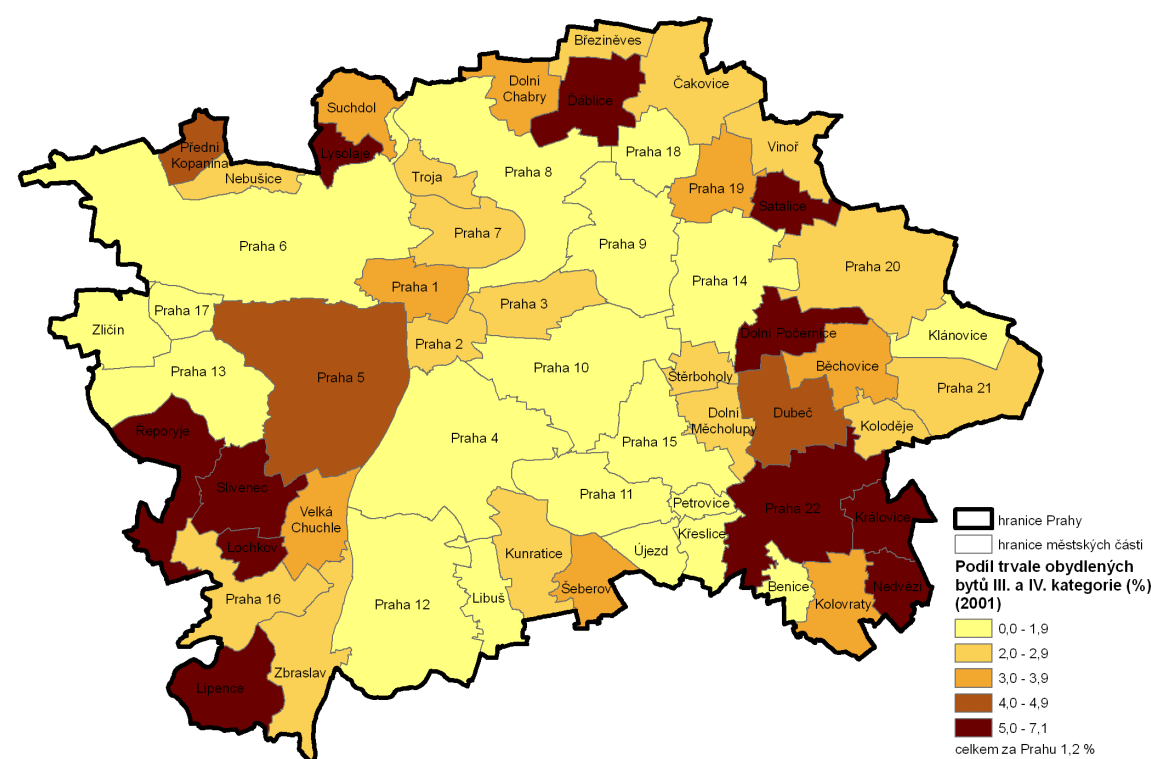 Březiněves
Čakovice
Dolní
Chabry
Ďáblice
Suchdol
Lysolaje
Přední
Kopanina
Nebušice
Troja
Praha 8
Praha 18
Vinoř
Praha 19
Satalice
Praha 7
Praha 6
Praha 9
Praha 20
Praha 14
Praha 1
Praha 3
Praha 17
Zličín
Praha 2
Dolní Počernice
Klánovice
Praha 13
Praha 5
Praha 10
Štěrboholy
Běchovice
Praha 21
Řeporyje
Praha 4
Praha 15
Dolní
Měcholupy
Dubeč
Koloděje
Slivenec
Velká
Chuchle
Praha 11
Petrovice
Praha 22
Královice
Lochkov
Kunratice
Újezd
Křeslice
Šeberov
Benice
Kolovraty
Nedvězí
Praha 16
Praha 12
Libuš
Zbraslav
Lipence
hranice Prahy
hranice městských částí
Podíl trvale obydlených
bytů III. a IV. kategorie (%)
(2001)
0,0 - 1,9
2,0 - 2,9
3,0 - 3,9
4,0 - 4,9
5,0 - 7,1
celkem za Prahu 1,2 %